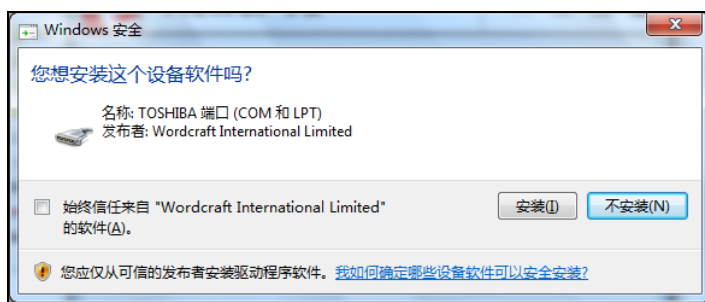 Windows 安全
您想安装这个设备软件吗?
名称: TOSHIBA 端口 (COM 和 LPT)
发布者: Wordcraft International Limited
始终信任来自 "Wordcraft International Limited"
的软件(A)。
安装(I)
不安装(N)
您应仅从可信的发布者安装驱动程序软件。我如何确定哪些设备软件可以安全安装?